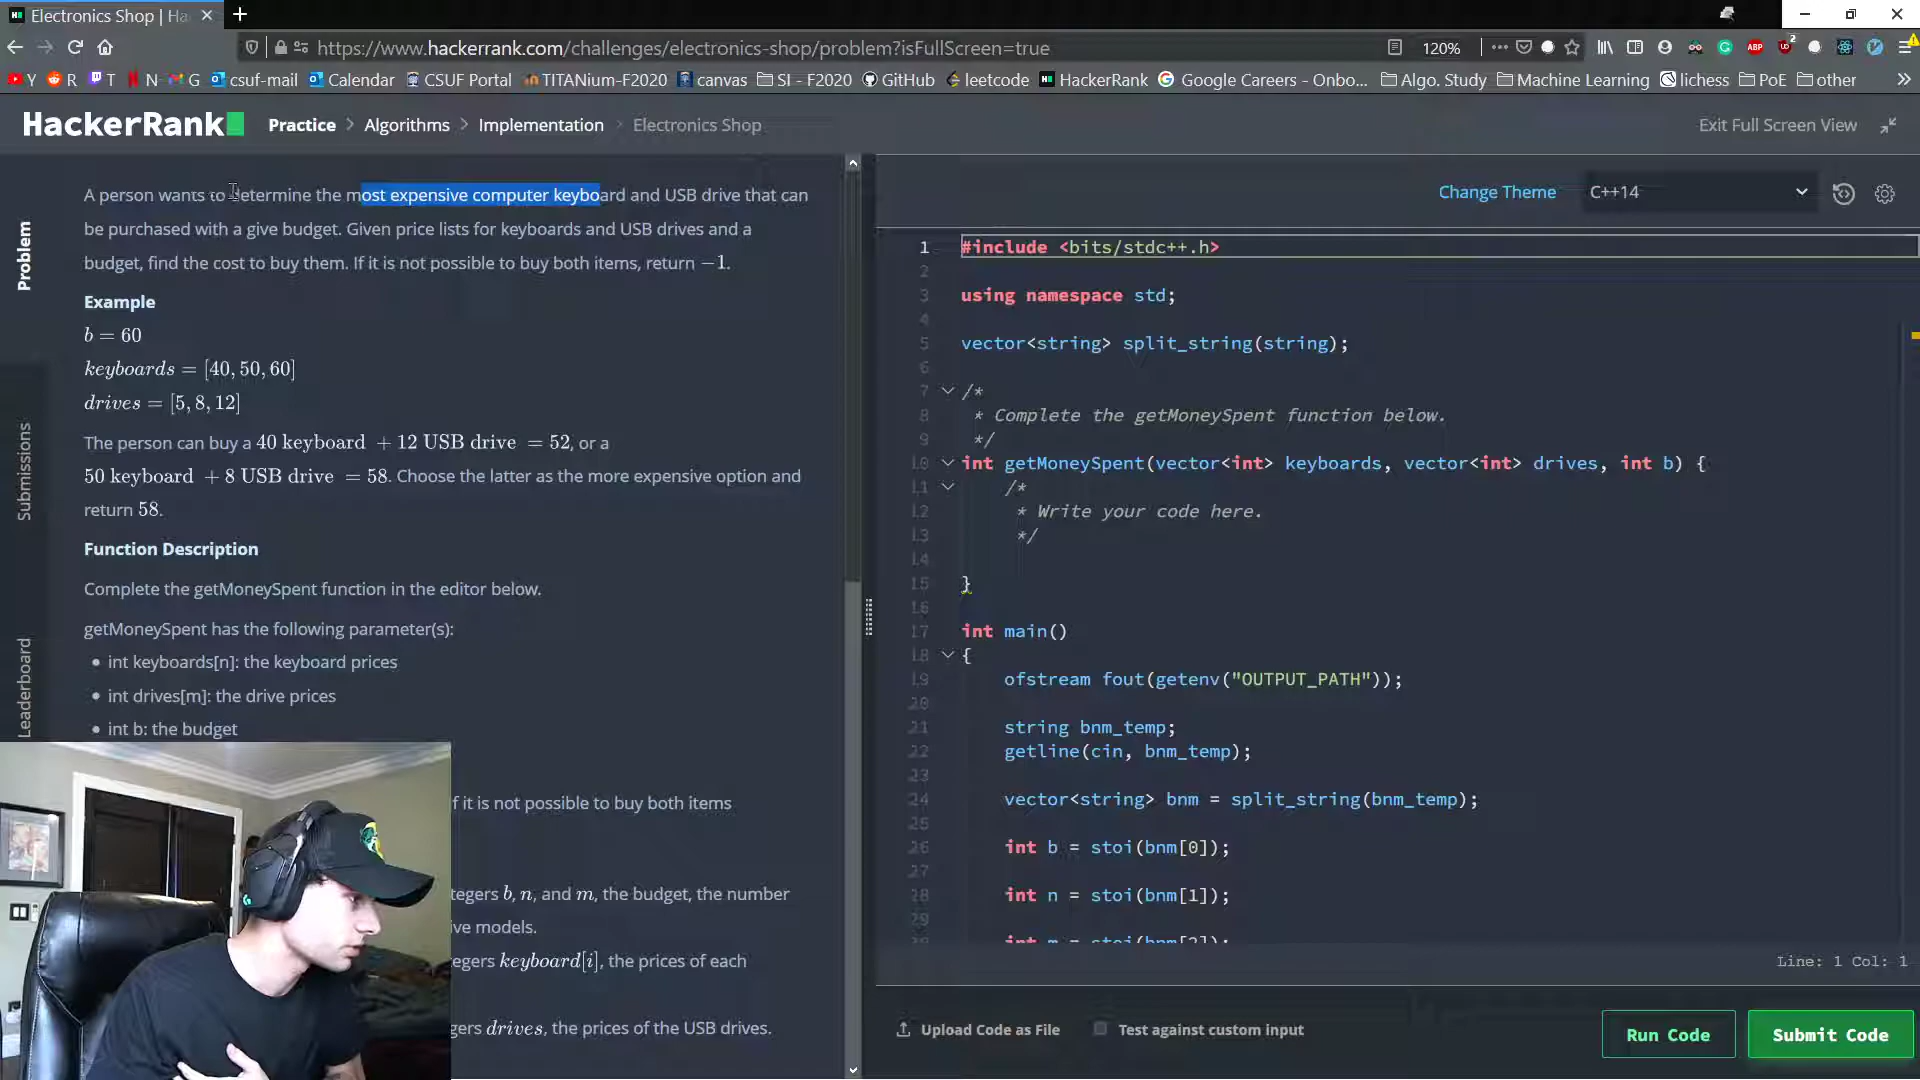 Electronics Shop | Ha
https://www.hackerrank.com/challenges/electronics-shop/problem?isFullScreen=true
120%
Y R T N G csuf-mail Calendar CSUF Portal TITANium-F2020 canvas SI - F2020 GitHub leetcode HackerRank Google Careers - Onbo... Algo. Study Machine Learning lichess PoE other
HackerRank Practice > Algorithms > Implementation > Electronics Shop
Exit Full Screen View
Problem
Submissions
Leaderboard
A person wants to determine the most expensive computer keyboard and USB drive that can
be purchased with a give budget. Given price lists for keyboards and USB drives and a
budget, find the cost to buy them. If it is not possible to buy both items, return −1.
Example
b = 60
keyboards = [40, 50, 60]
drives = [5, 8, 12]
The person can buy a 40 keyboard + 12 USB drive = 52, or a
50 keyboard + 8 USB drive = 58. Choose the latter as the more expensive option and
return 58.
Function Description
Complete the getMoneySpent function in the editor below.
getMoneySpent has the following parameter(s):
• int keyboards[n]: the keyboard prices
• int drives[m]: the drive prices
• int b: the budget
f it is not possible to buy both items
tegers b, n, and m, the budget, the number
ive models.
egers keyboard[i], the prices of each
gers drives, the prices of the USB drives.
Change Theme
C++14
1 #include <bits/stdc++.h>
2
3 using namespace std;
4
5 vector<string> split_string(string);
6
7 /*
8 * Complete the getMoneySpent function below.
9 */
10 int getMoneySpent(vector<int> keyboards, vector<int> drives, int b) {
11 /*
12 * Write your code here.
13 */
14
15 }
16
17 int main()
18 {
19 ofstream fout(getenv("OUTPUT_PATH"));
20
21 string bnm_temp;
22 getline(cin, bnm_temp);
23
24 vector<string> bnm = split_string(bnm_temp);
25
26 int b = stoi(bnm[0]);
27
28 int n = stoi(bnm[1]);
29
int m = stoi(bnm[2]);
Line: 1 Col: 1
Upload Code as File
Test against custom input
Run Code
Submit Code